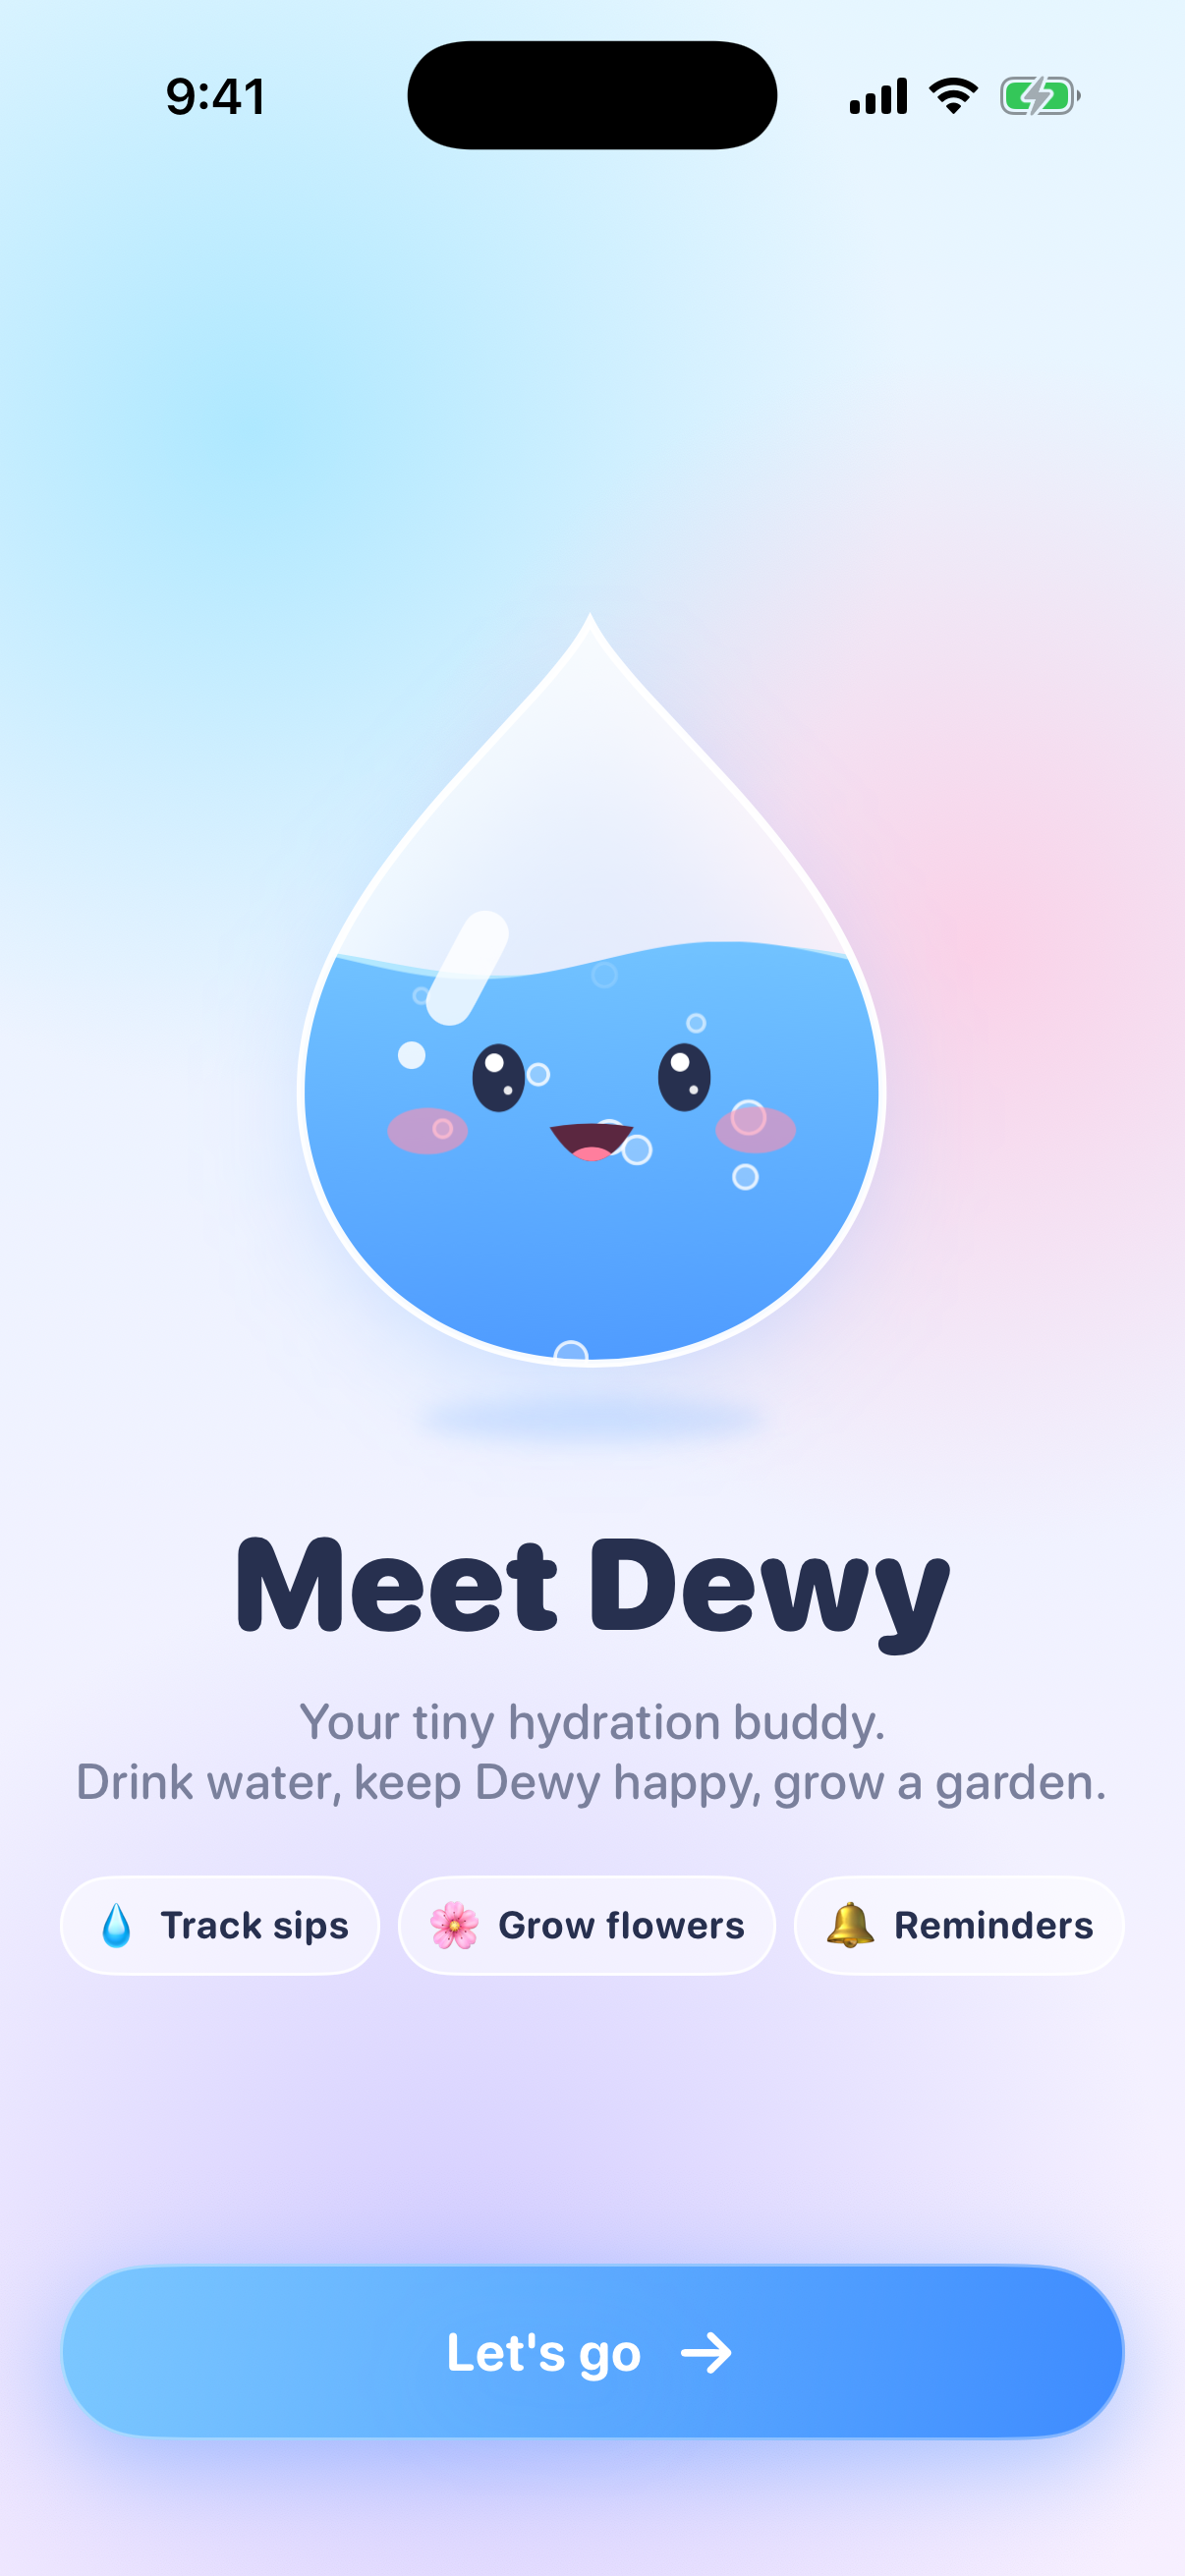 9:41
Meet Dewy
Your tiny hydration buddy.
Drink water, keep Dewy happy, grow a garden.
Track sips
Grow flowers
Reminders
Let's go